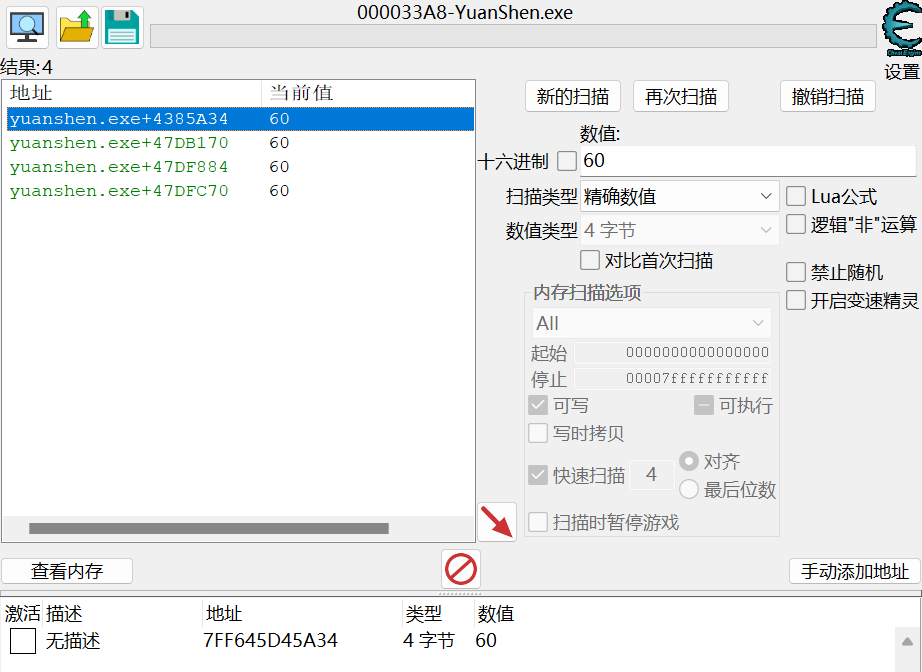 000033A8-YuanShen.exe
设置
结果:4
地址 当前值
yuanshen.exe+4385A34 60
yuanshen.exe+47DB170 60
yuanshen.exe+47DF884 60
yuanshen.exe+47DFC70 60
新的扫描 再次扫描 撤销扫描
数值:
十六进制 60
扫描类型 精确数值 Lua公式
数值类型 4 字节 逻辑"非"运算
对比首次扫描
禁止随机
开启变速精灵
内存扫描选项
All
起始 0000000000000000
停止 00007fffffffffff
可写 可执行
写时拷贝
快速扫描 4 对齐
最后位数
扫描时暂停游戏
查看内存 手动添加地址
激活 描述 地址 类型 数值
无描述 7FF645D45A34 4 字节 60